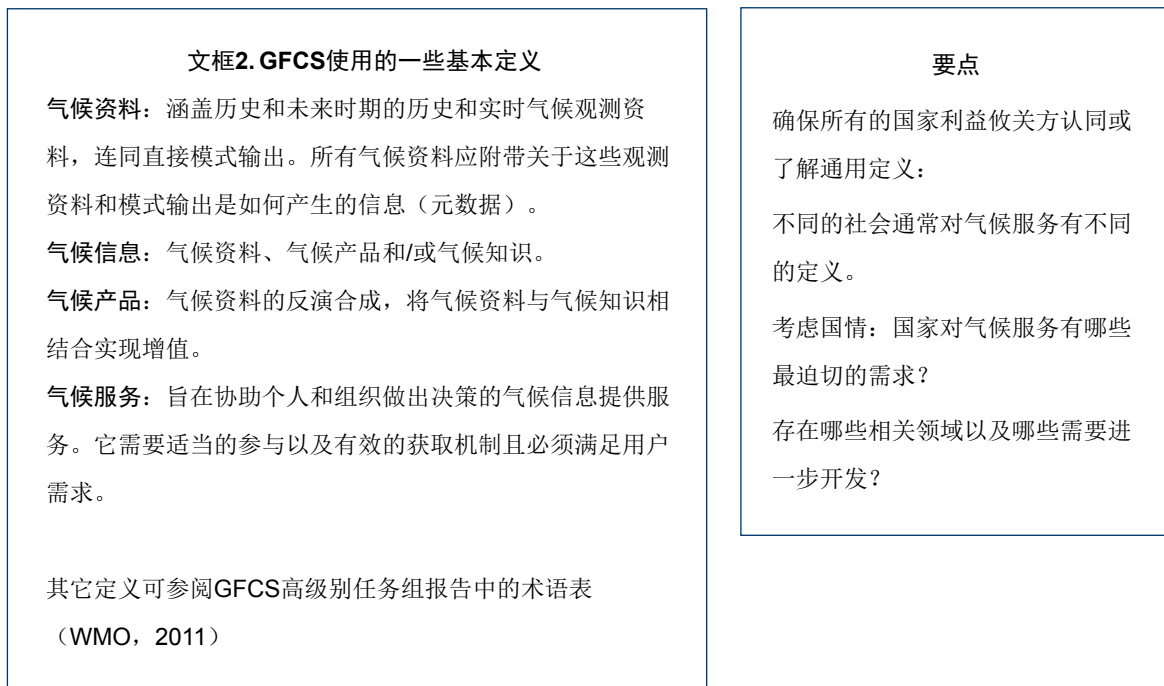 文框2. GFCS使用的一些基本定义
气候资料：涵盖历史和未来时期的历史和实时气候观测资
料，连同直接模式输出。所有气候资料应附带关于这些观测
资料和模式输出是如何产生的信息（元数据）。
气候信息：气候资料、气候产品和/或气候知识。
气候产品：气候资料的反演合成，将气候资料与气候知识相
结合实现增值。
气候服务：旨在协助个人和组织做出决策的气候信息提供服
务。它需要适当的参与以及有效的获取机制且必须满足用户
需求。
其它定义可参阅GFCS高级别任务组报告中的术语表
（WMO，2011）
要点
确保所有的国家利益攸关方认同或
了解通用定义：
不同的社会通常对气候服务有不同
的定义。
考虑国情：国家对气候服务有哪些
最迫切的需求？
存在哪些相关领域以及哪些需要进
一步开发？